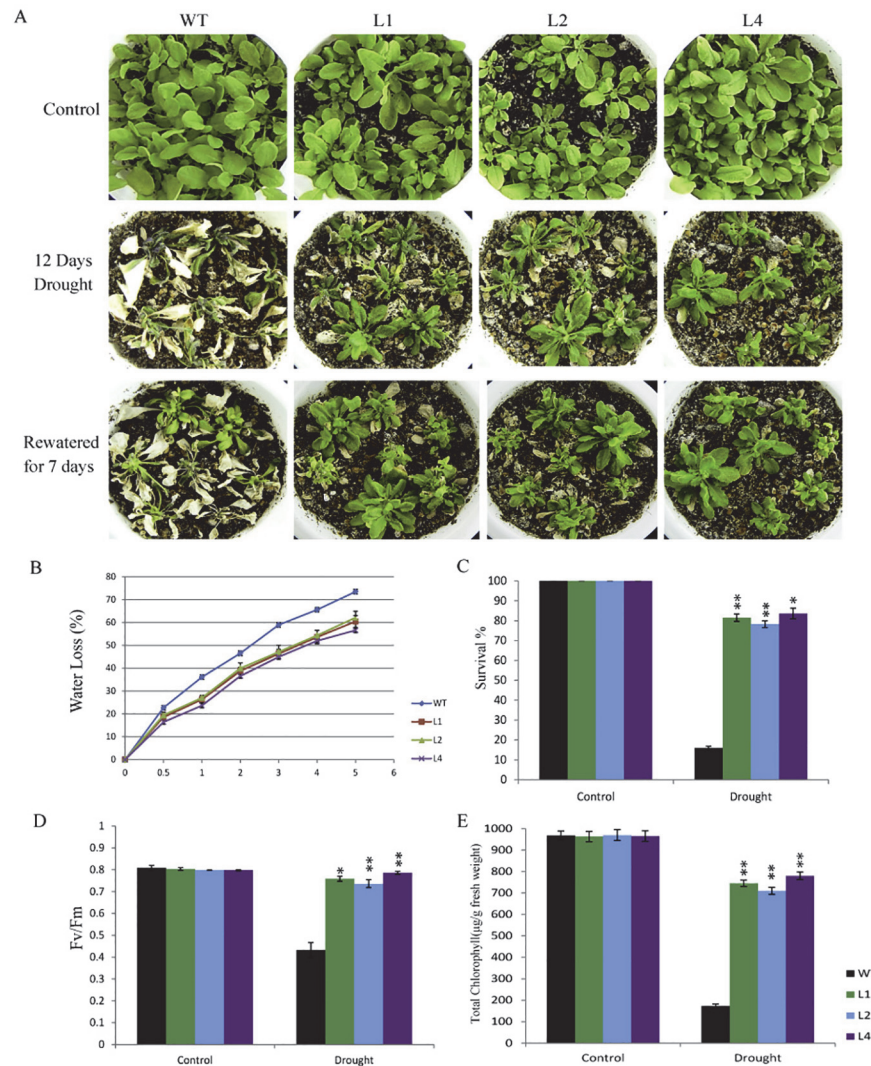 A
WT L1 L2 L4
Control
12 Days
Drought
Rewatered
for 7 days
B
Water Loss (%)
80
70
60
50
40
30
20
10
0
0 0.5 1 2 3 4 5 6
WT
L1
L2
L4
C
Survival %
100
90
80
70
60
50
40
30
20
10
0
** ** *
Control Drought
D
Fv/Fm
1
0.9
0.8
0.7
0.6
0.5
0.4
0.3
0.2
0.1
0
* ** **
Control Drought
E
Total Chlorophyll(µg/g fresh weight)
1000
900
800
700
600
500
400
300
200
100
0
** ** **
Control Drought
W
L1
L2
L4